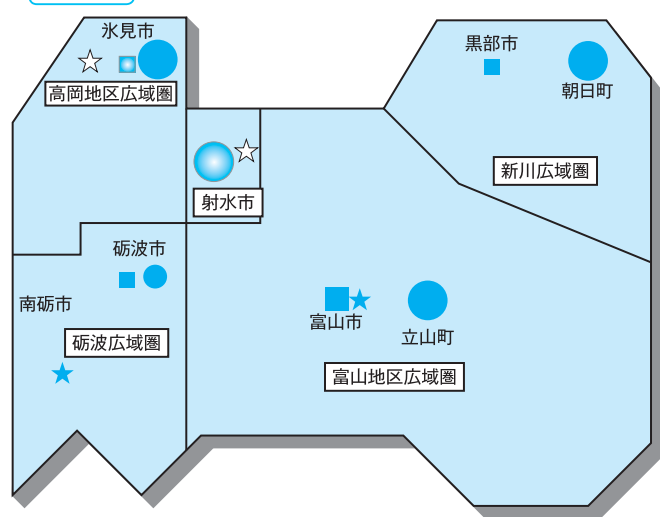 氷見市
高岡地区広域圏
黒部市
朝日町
新川広域圏
射水市
砺波市
南砺市
砺波広域圏
富山市
立山町
富山地区広域圏